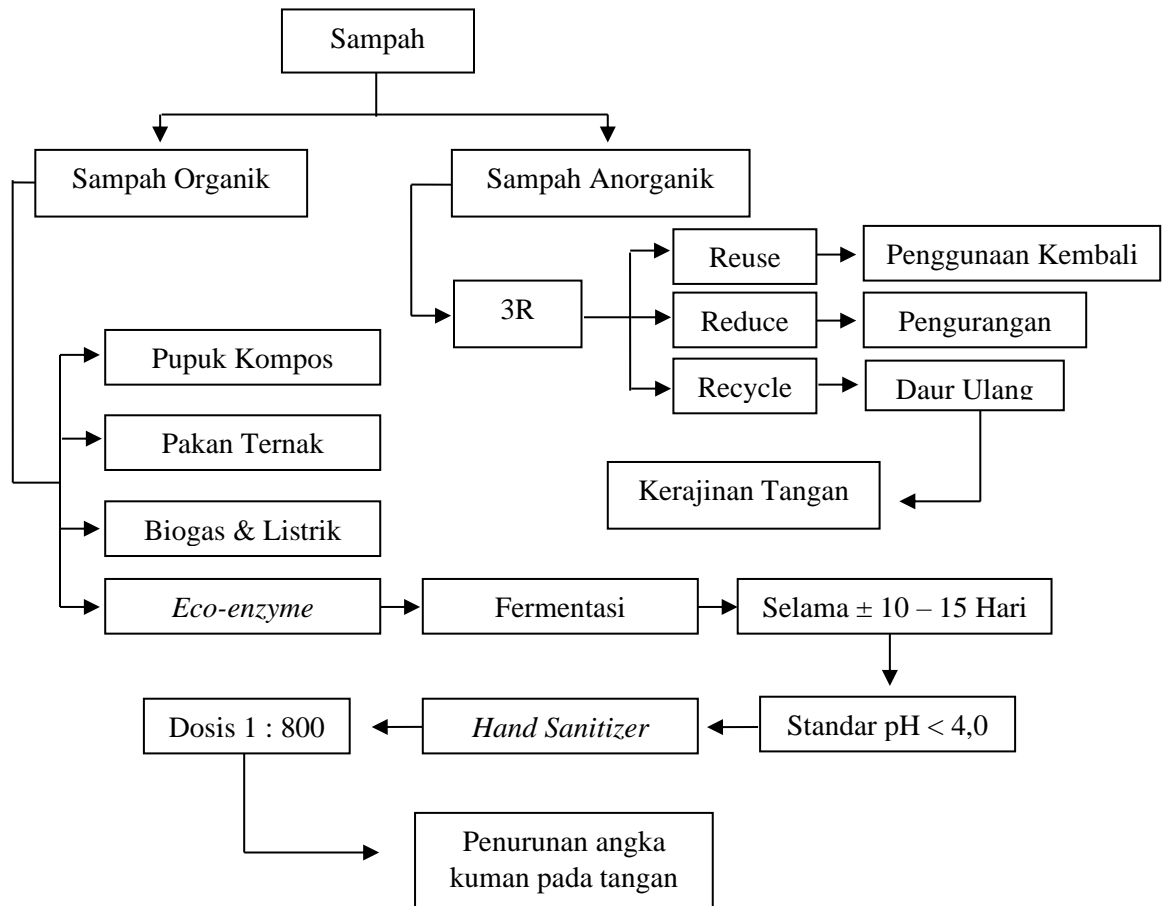 Sampah
Sampah Organik
Sampah Anorganik
Reuse
Penggunaan Kembali
3R
Reduce
Pengurangan
Pupuk Kompos
Recycle
Daur Ulang
Pakan Ternak
Kerajinan Tangan
Biogas & Listrik
Eco-enzyme
Fermentasi
Selama ± 10 – 15 Hari
Dosis 1 : 800
Hand Sanitizer
Standar pH < 4,0
Penurunan angka
kuman pada tangan